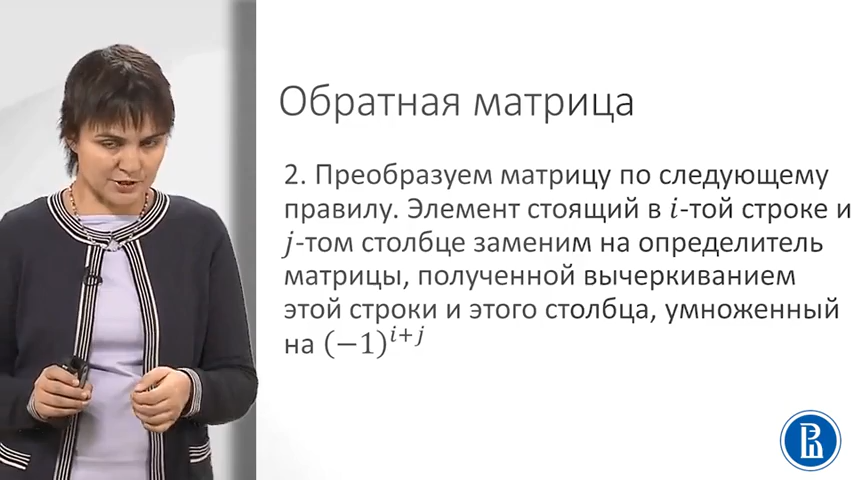 Обратная матрица
2. Преобразуем матрицу по следующему
правилу. Элемент стоящий в i-той строке и
j-том столбце заменим на определитель
матрицы, полученной вычеркиванием
этой строки и этого столбца, умноженный
на (−1)^{i+j}